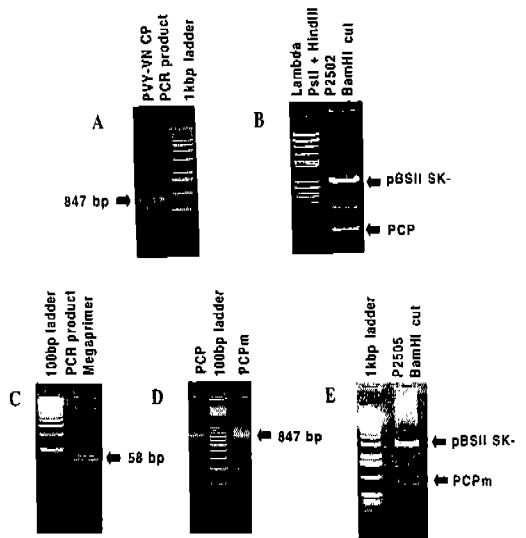 A
PVY-VN CP
PCR product
1kbp ladder
847 bp
B
Lambda
PstI + HindIII
P2502
BamHI cut
pBSII SK-
PCP
C
100bp ladder
PCR product
Megaprimer
58 bp
D
PCP
100bp ladder
PCPm
847 bp
E
1kbp ladder
P2505
BamHI cut
pBSII SK-
PCPm